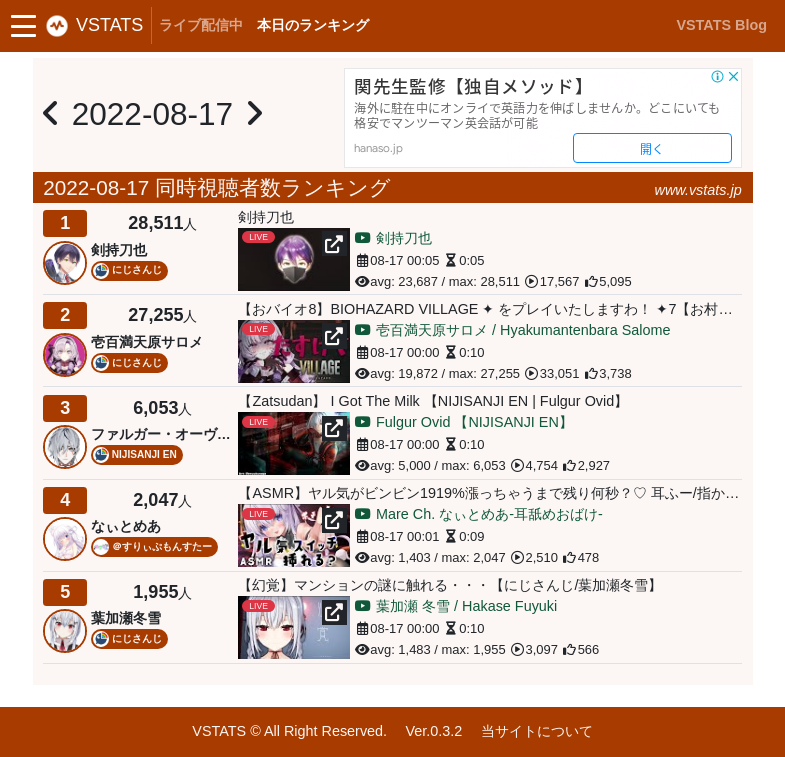 VSTATS ライブ配信中 本日のランキング VSTATS Blog
2022-08-17
関先生監修【独自メソッド】
海外に駐在中にオンライで英語力を伸ばしませんか。どこにいても
格安でマンツーマン英会話が可能
hanaso.jp 開く
2022-08-17 同時視聴者数ランキング www.vstats.jp
1 28,511人
剣持刀也
にじさんじ
剣持刀也
LIVE
剣持刀也
08-17 00:05 0:05
avg: 23,687 / max: 28,511 17,567 5,095
2 27,255人
壱百満天原サロメ
にじさんじ
【おバイオ8】BIOHAZARD VILLAGE ✦ をプレイいたしますわ！ ✦7【お村…
LIVE
VILLAGE
壱百満天原サロメ / Hyakumantenbara Salome
08-17 00:00 0:10
avg: 19,872 / max: 27,255 33,051 3,738
3 6,053人
ファルガー・オーヴ…
NIJISANJI EN
【Zatsudan】 I Got The Milk 【NIJISANJI EN | Fulgur Ovid】
LIVE
Fulgur Ovid 【NIJISANJI EN】
08-17 00:00 0:10
avg: 5,000 / max: 6,053 4,754 2,927
4 2,047人
なぃとめあ
@すりぃぷもんすたー
【ASMR】ヤル気がビンビン1919%漲っちゃうまで残り何秒？♡ 耳ふー/指か…
LIVE
ヤル気スイッチ
ASMR 挿れる?
Mare Ch. なぃとめあ-耳舐めおばけ-
08-17 00:01 0:09
avg: 1,403 / max: 2,047 2,510 478
5 1,955人
葉加瀬冬雪
にじさんじ
【幻覚】マンションの謎に触れる・・・【にじさんじ/葉加瀬冬雪】
LIVE
葉加瀬 冬雪 / Hakase Fuyuki
08-17 00:00 0:10
avg: 1,483 / max: 1,955 3,097 566
VSTATS © All Right Reserved. Ver.0.3.2 当サイトについて